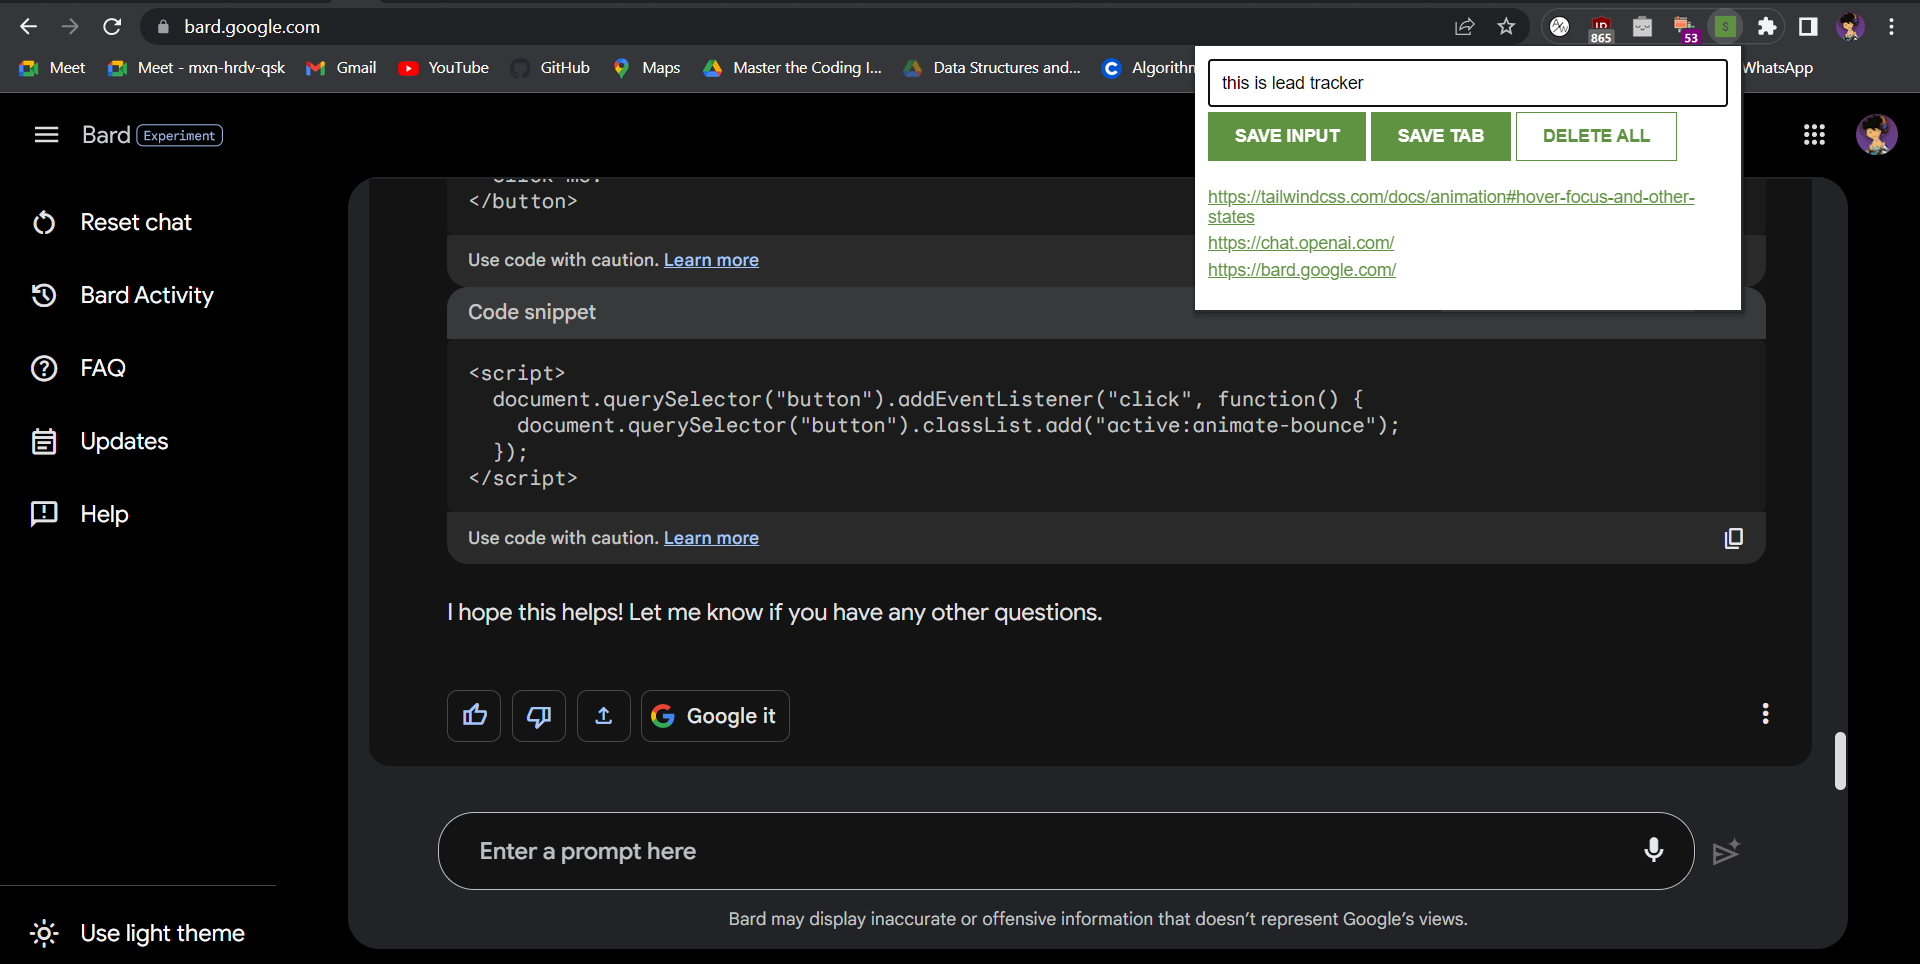 bard.google.com
865
53
$
Meet
Meet - mxn-hrdv-qsk
Gmail
YouTube
GitHub
Maps
Master the Coding I...
Data Structures and...
Algorithn
WhatsApp
this is lead tracker
SAVE INPUT
SAVE TAB
DELETE ALL
https://tailwindcss.com/docs/animation#hover-focus-and-other-
states
https://chat.openai.com/
https://bard.google.com/
Bard
Experiment
Reset chat
Bard Activity
FAQ
Updates
Help
Use light theme
</button>
Use code with caution. Learn more
Code snippet
<script>
document.querySelector("button").addEventListener("click", function() {
document.querySelector("button").classList.add("active:animate-bounce");
});
</script>
Use code with caution. Learn more
I hope this helps! Let me know if you have any other questions.
Google it
Enter a prompt here
Bard may display inaccurate or offensive information that doesn't represent Google's views.